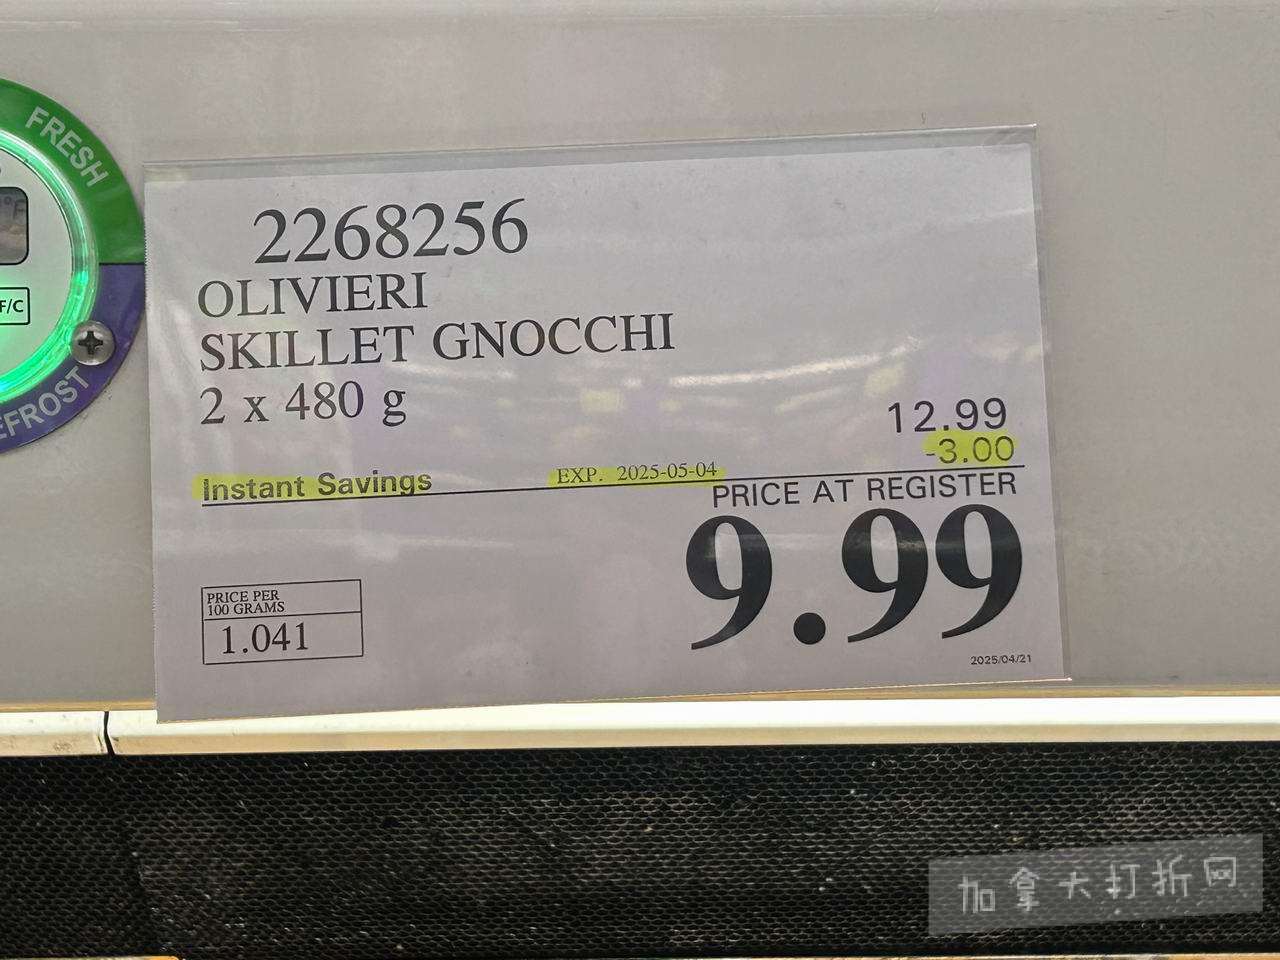 FRESH
°F
F/C
EFROST
2268256
OLIVIERI
SKILLET GNOCCHI
2 x 480 g
12.99
-3.00
Instant Savings
EXP. 2025-05-04
PRICE AT REGISTER
9.99
PRICE PER
100 GRAMS
1.041
2025/04/21
加拿大打折网